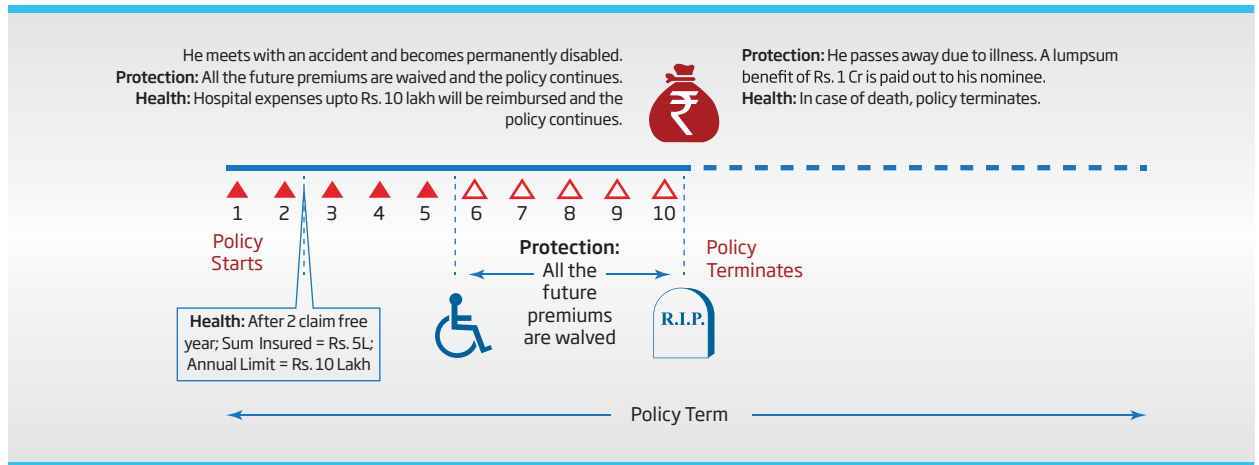 He meets with an accident and becomes permanently disabled.
Protection: All the future premiums are waived and the policy continues.
Health: Hospital expenses upto Rs. 10 lakh will be reimbursed and the
policy continues.
₹
Protection: He passes away due to illness. A lumpsum
benefit of Rs. 1 Cr is paid out to his nominee.
Health: In case of death, policy terminates.
1 2 3 4 5 6 7 8 9 10
Policy
Starts
Health: After 2 claim free
year; Sum Insured = Rs. 5L;
Annual Limit = Rs. 10 Lakh
Protection:
All the
future
premiums
are walved
R.I.P.
Policy
Terminates
Policy Term